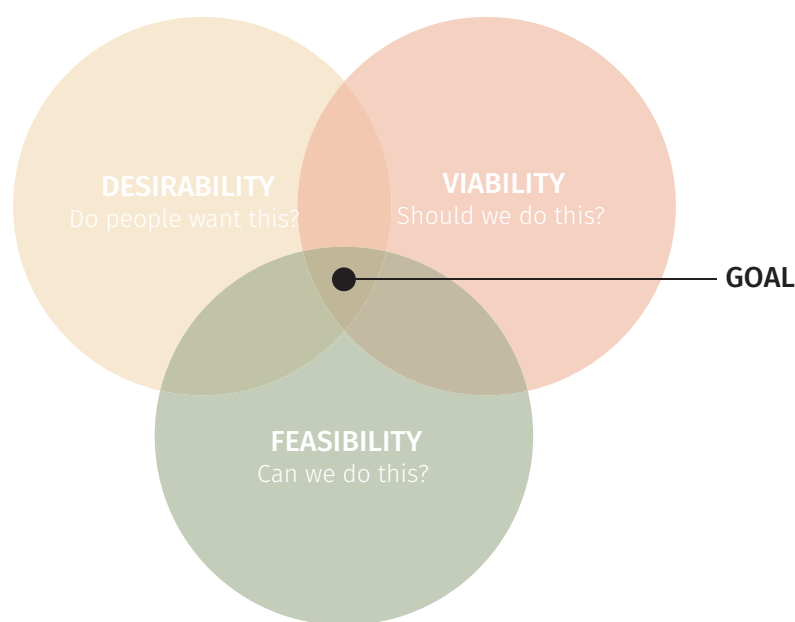 DESIRABILITY
Do people want this?
VIABILITY
Should we do this?
GOAL
FEASIBILITY
Can we do this?